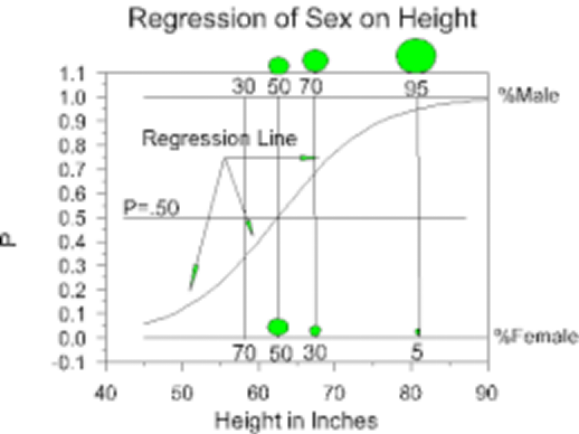 Regression of Sex on Height
1.1
30 50 70 95
1.0
%Male
0.9
0.8
Regression Line
0.7
0.6
P=.50
0.5
P
0.4
0.3
0.2
0.1
0.0
%Female
-0.1
70 50 30 5
40 50 60 70 80 90
Height in Inches